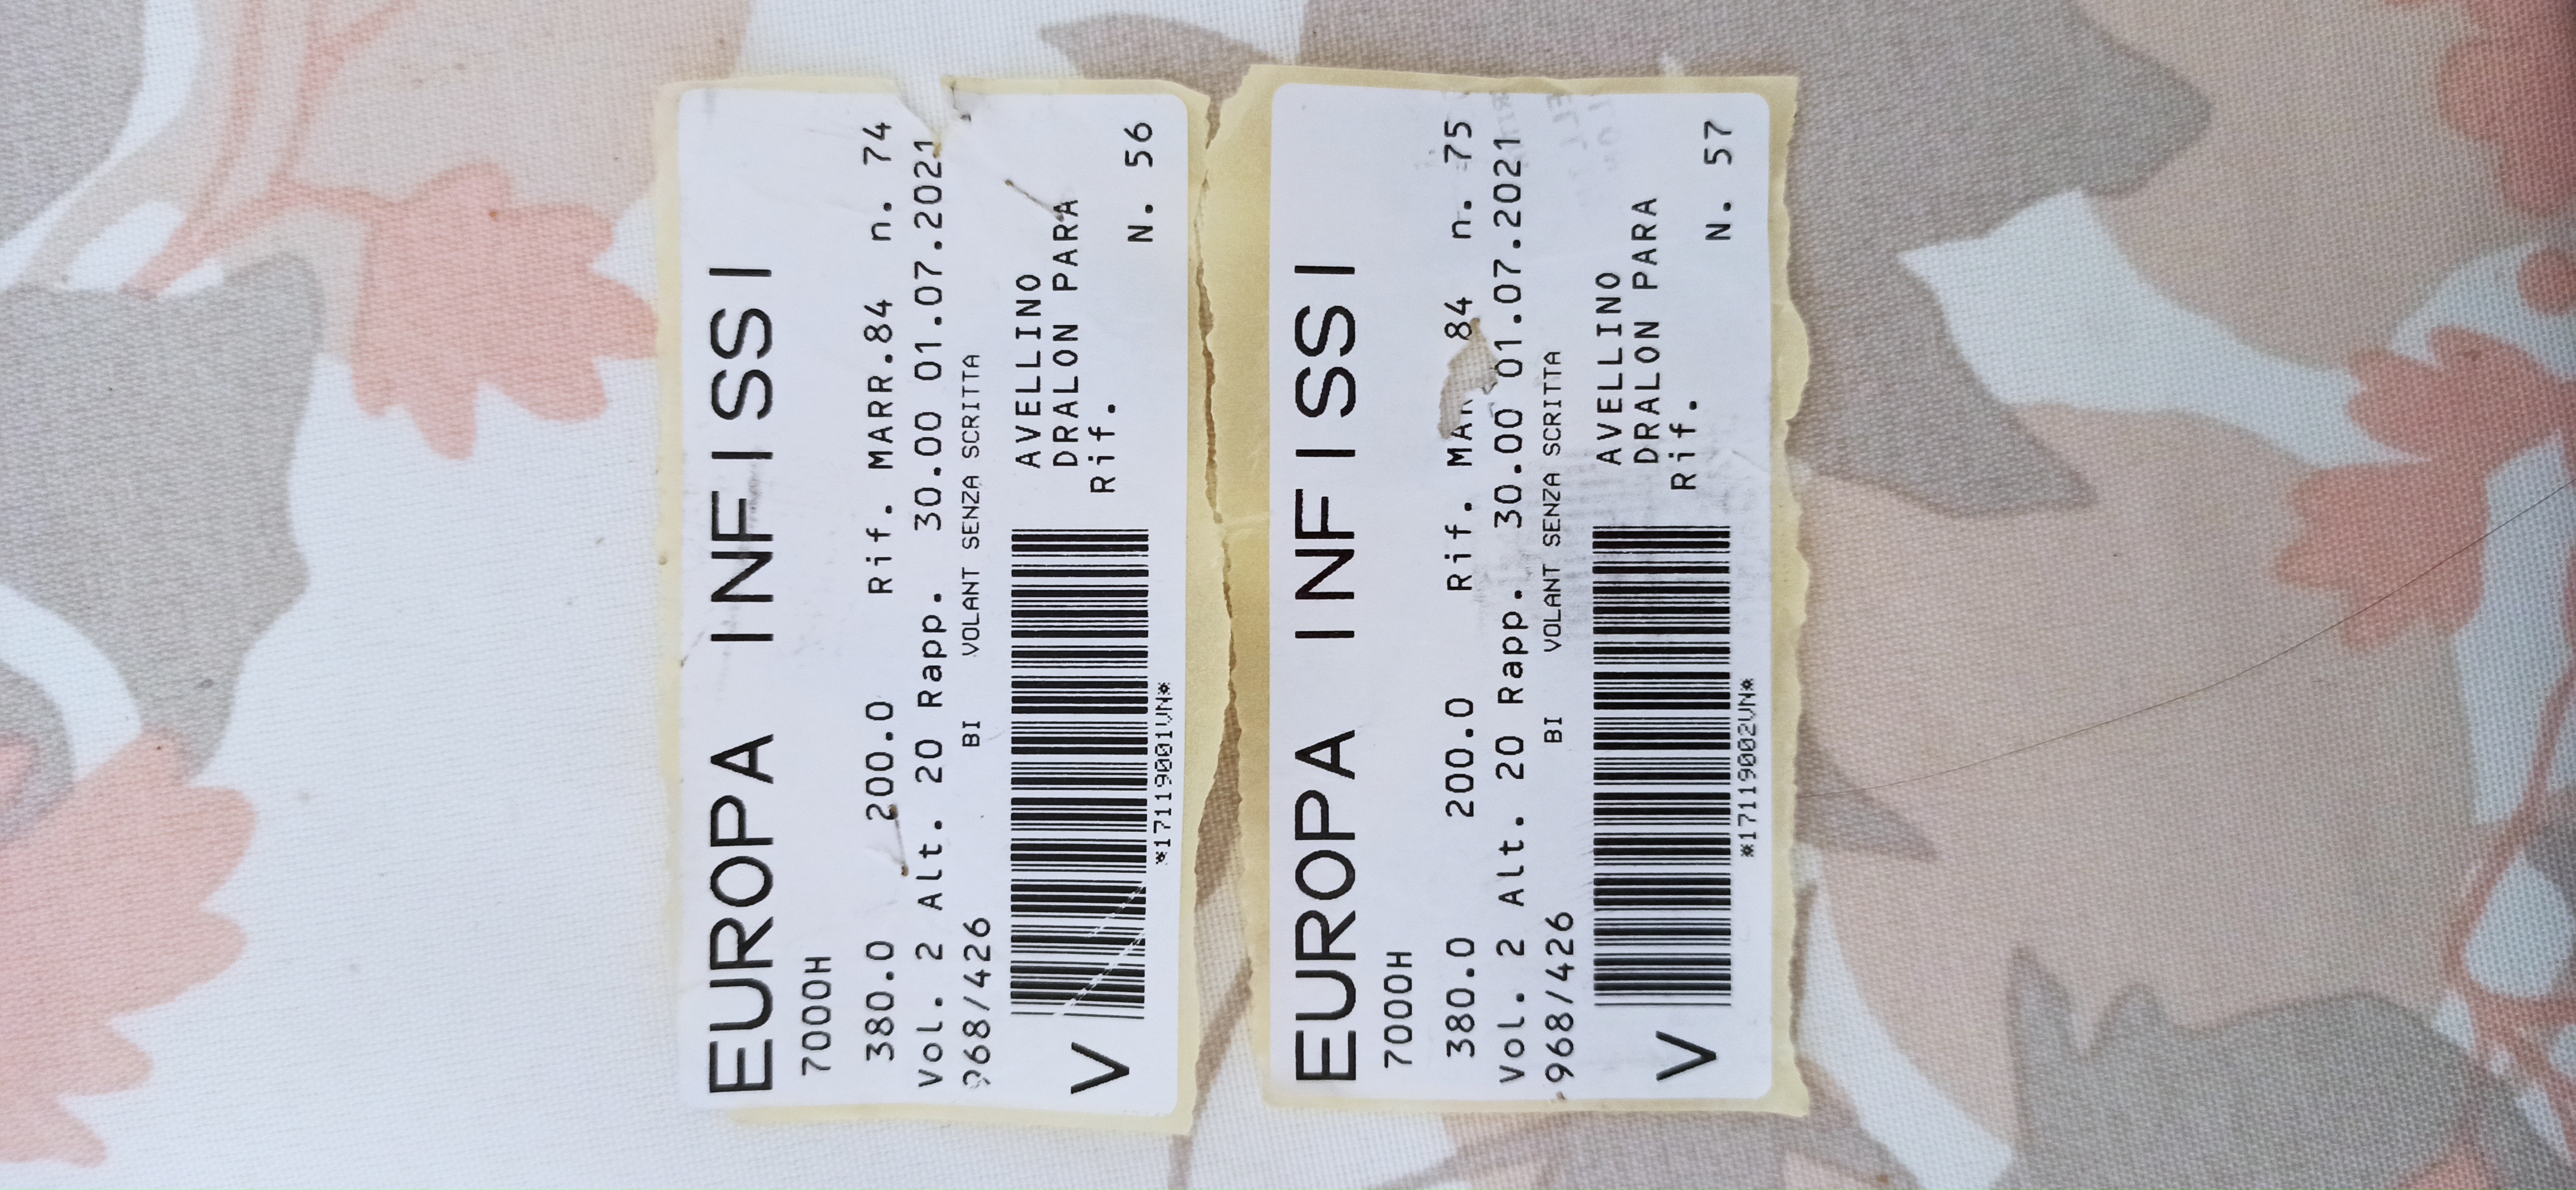 EUROPA INFISSI
7000H
380.0 200.0 Rif. MARR.84 n. 74
Vol. 2 Alt. 20 Rapp. 30.00 01.07.2021
968/426 BI VOLANT SENZA SCRITTA
AVELLINO
DRALON PARA
Rif.
V N. 56
*17119001VN*
EUROPA INFISSI
7000H
380.0 200.0 Rif. 84 n. 75
Vol. 2 Alt. 20 Rapp. 30.00 01.07.2021
968/426 BI VOLANT SENZA SCRITTA
AVELLINO
DRALON PARA
Rif.
V N. 57
*17119002VN*